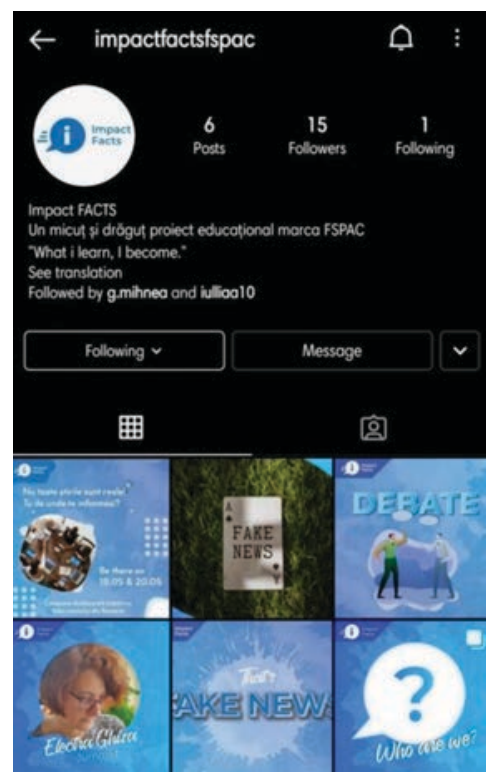 impactfactsfspac
Impact
Facts
6
Posts
15
Followers
1
Following
Impact FACTS
Un micuț și drăguț proiect educațional marca FSPAC
"What i learn, I become."
See translation
Followed by g.mihnea and iulliaa10
Following
Message
Nu toate știrile sunt reale!
Tu de unde te informezi?
Be there on
19.05 & 20.05
A
FAKE
NEWS
A
DEBATE
Electra Ghiza
That's
FAKE NEWS
Who are we?